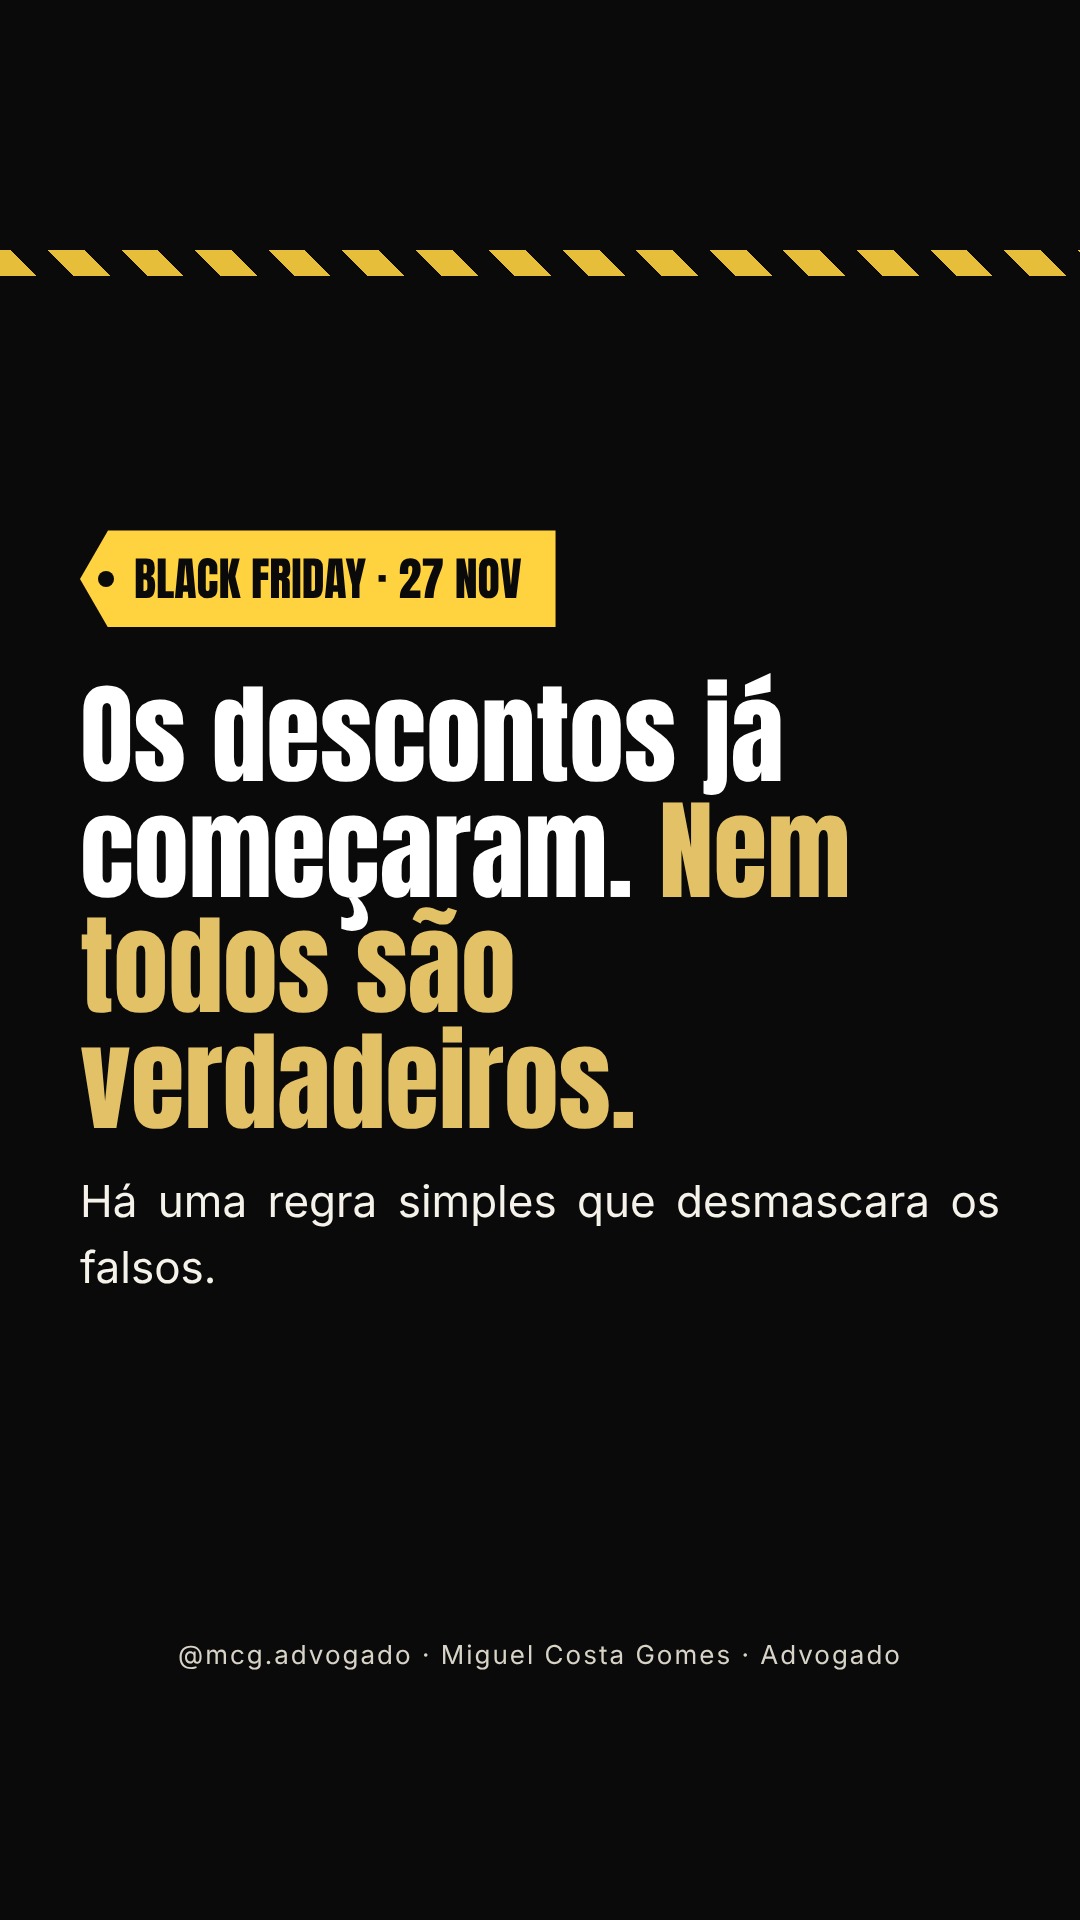 BLACK FRIDAY · 27 NOV
Os descontos já
começaram. Nem
todos são
verdadeiros.
Há uma regra simples que desmascara os
falsos.
@mcg.advogado · Miguel Costa Gomes · Advogado